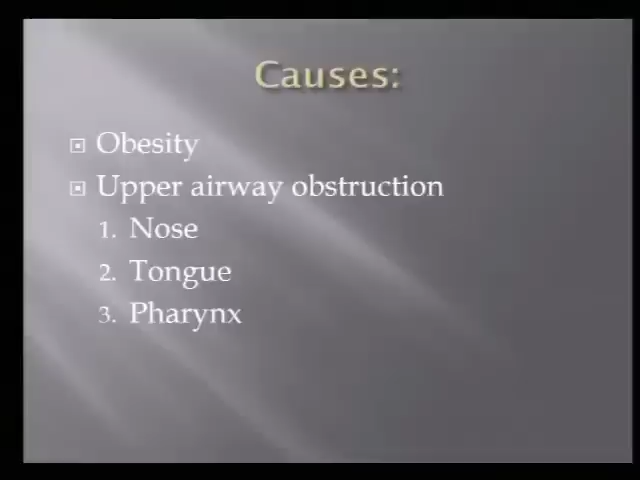 Causes:
Obesity
Upper airway obstruction
1. Nose
2. Tongue
3. Pharynx